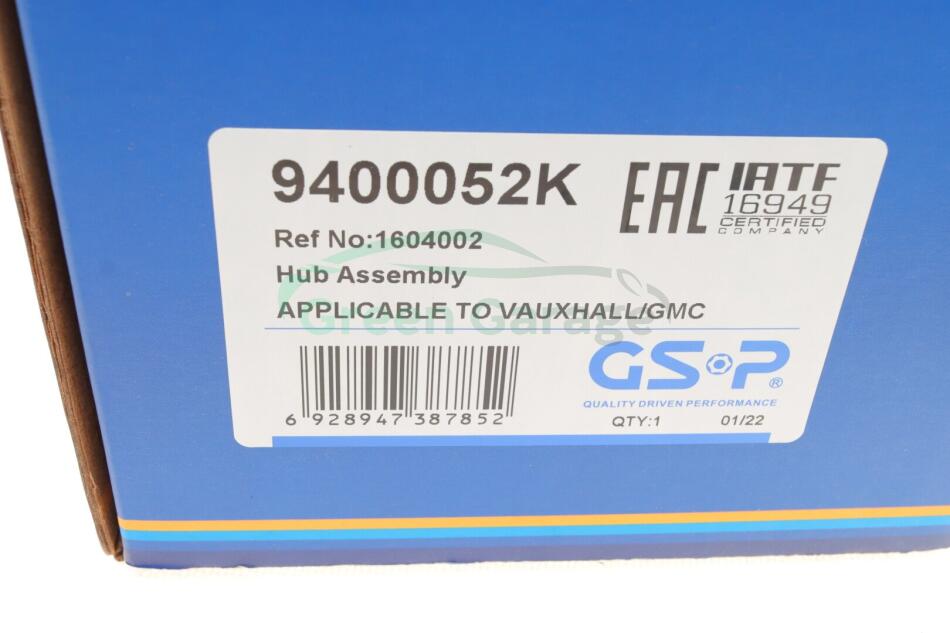 9400052K
EAC
IATF
16949
CERTIFIED
COMPANY
Ref No:1604002
Hub Assembly
APPLICABLE TO VAUXHALL/GMC
Green Garage
GSP®
QUALITY DRIVEN PERFORMANCE
6 928947 387852
QTY:1 01/22